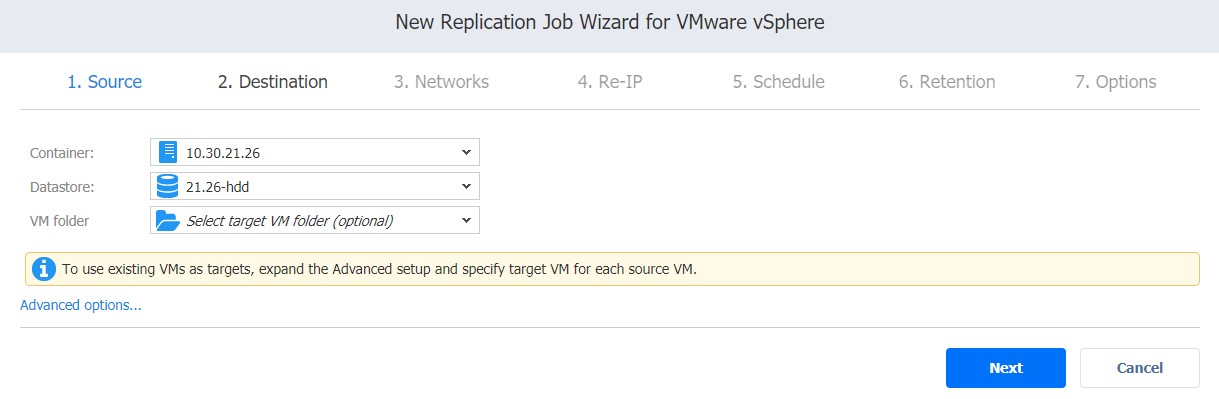 New Replication Job Wizard for VMware vSphere
1. Source 2. Destination 3. Networks 4. Re-IP 5. Schedule 6. Retention 7. Options
Container: 10.30.21.26
Datastore: 21.26-hdd
VM folder Select target VM folder (optional)
To use existing VMs as targets, expand the Advanced setup and specify target VM for each source VM.
Advanced options...
Next Cancel